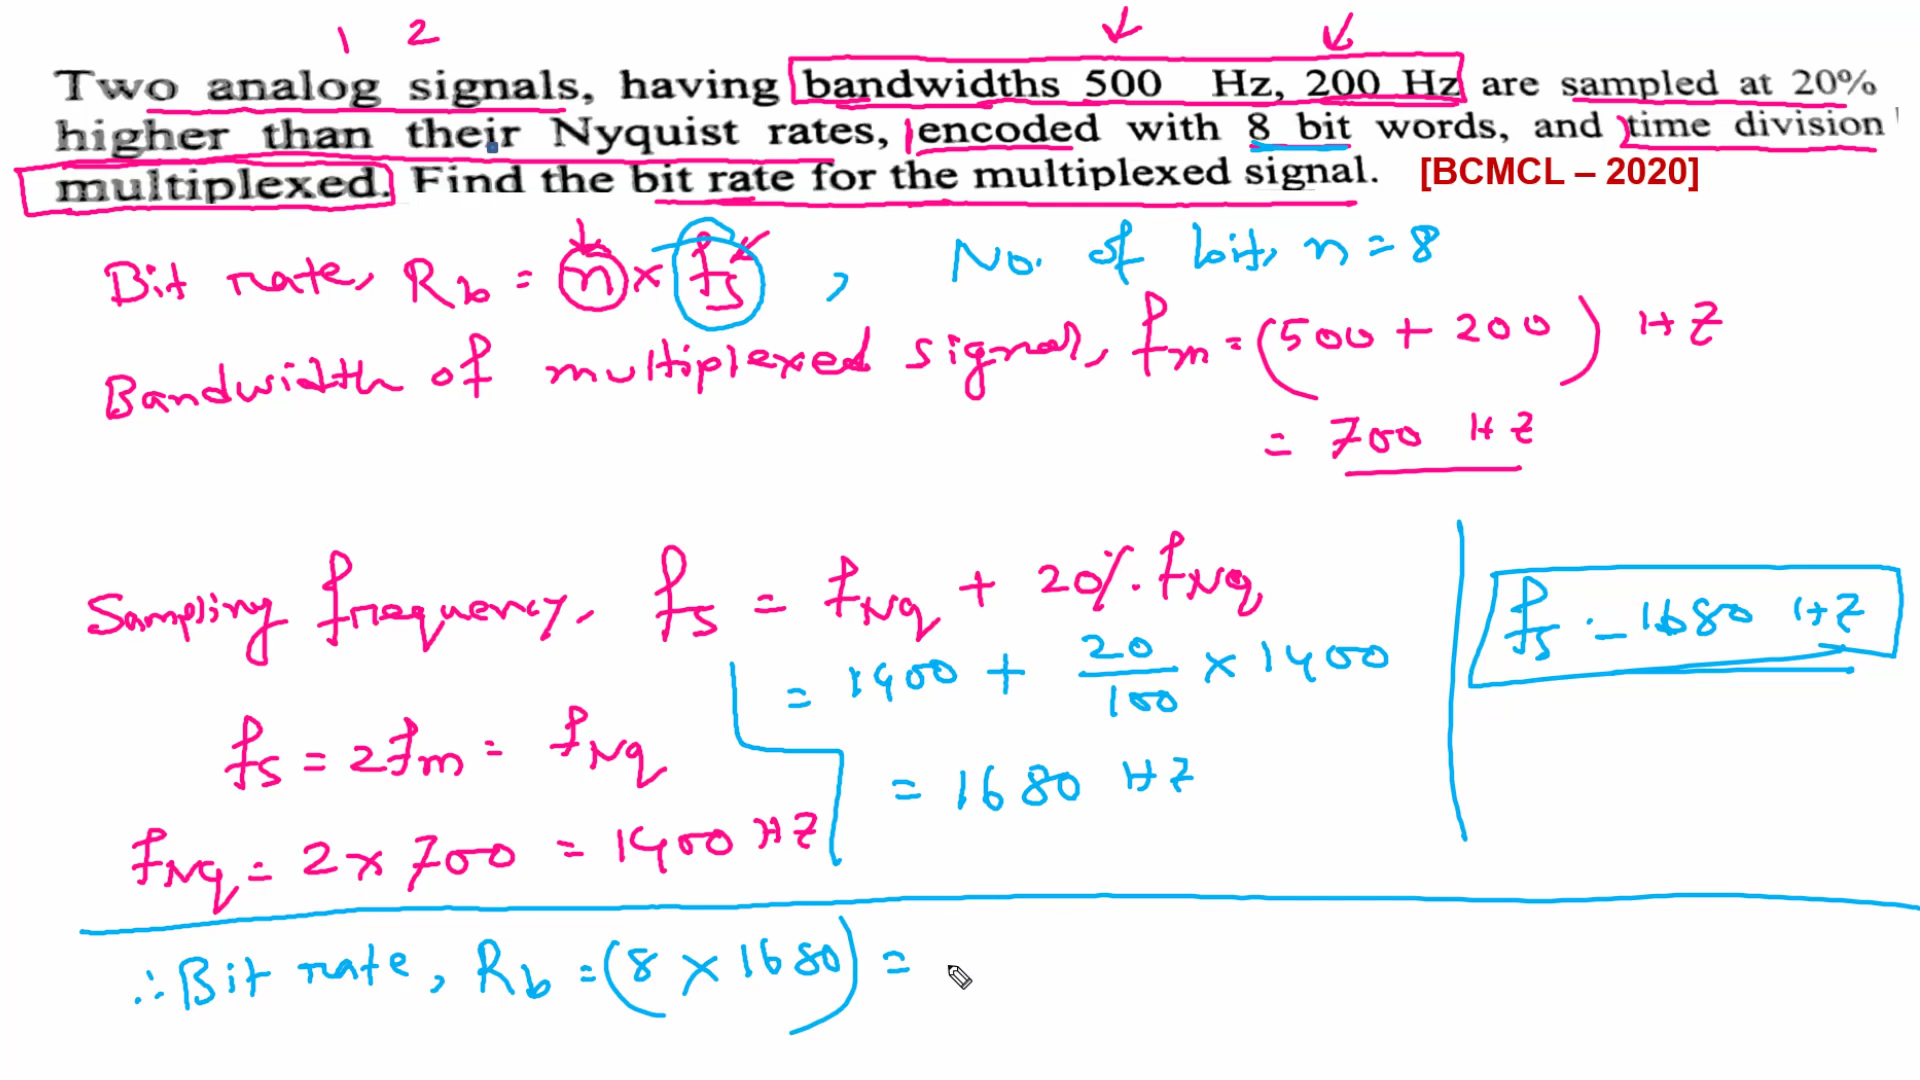 1 2
Two analog signals, having bandwidths 500 Hz, 200 Hz are sampled at 20%
higher than their Nyquist rates, encoded with 8 bit words, and time division
multiplexed. Find the bit rate for the multiplexed signal. [BCMCL – 2020]
Bit rate, Rb = n × fs , No. of bit, n = 8
Bandwidth of multiplexed signal, fm = (500 + 200) HZ
= 700 HZ
Sampling frequency, fs = fNq + 20% fNq
= 1400 + 20/100 × 1400
fs = 2fm = fNq
= 1680 HZ
fNq = 2 × 700 = 1400 HZ
fs = 1680 HZ
∴ Bit rate, Rb = (8 × 1680) =